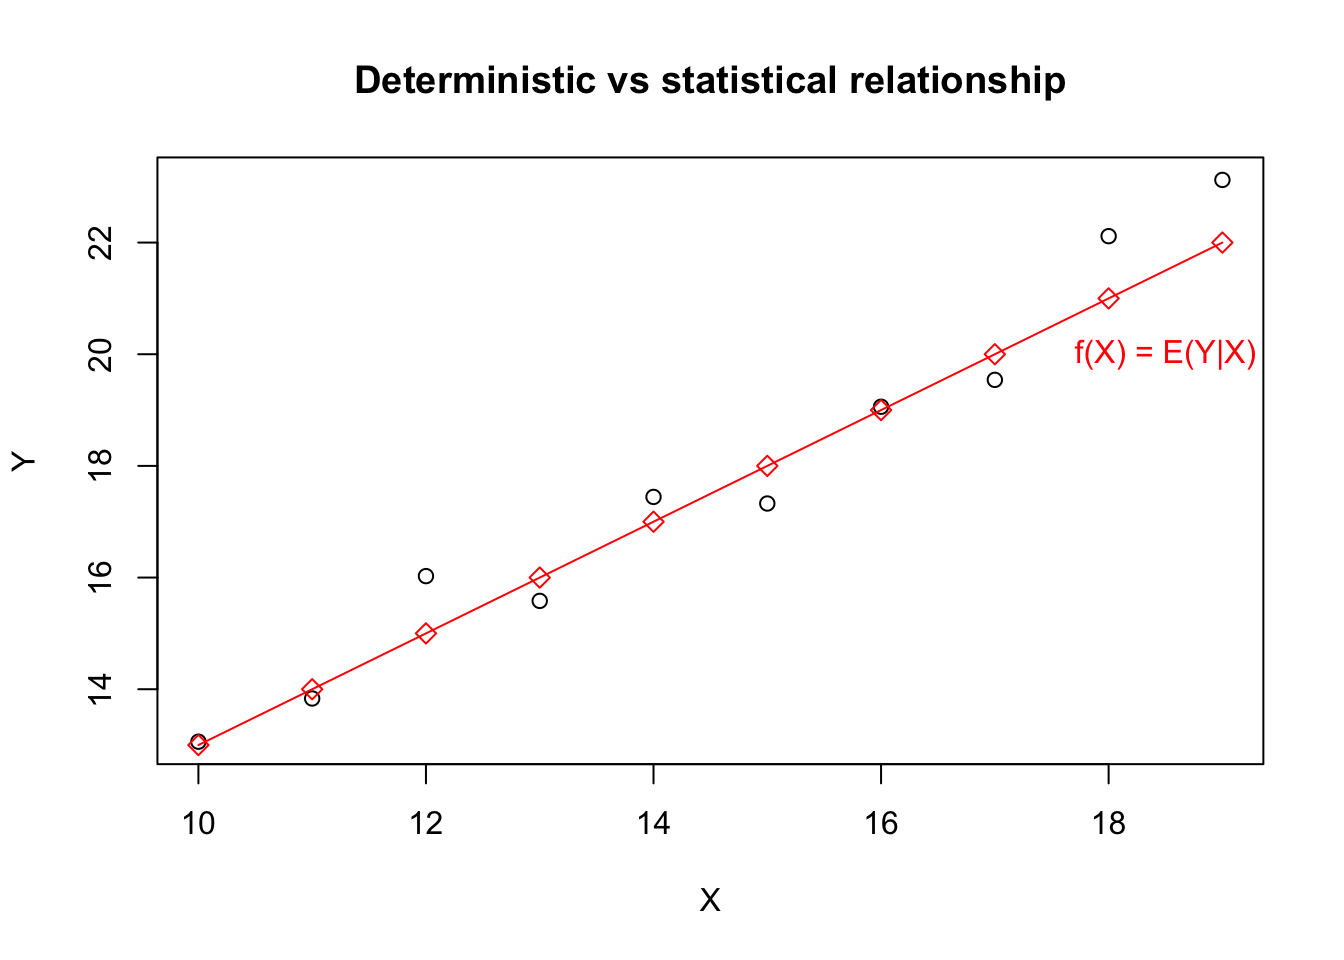 Deterministic vs statistical relationship
22
20
18
16
14
Y
f(X) = E(Y|X)
10 12 14 16 18
X